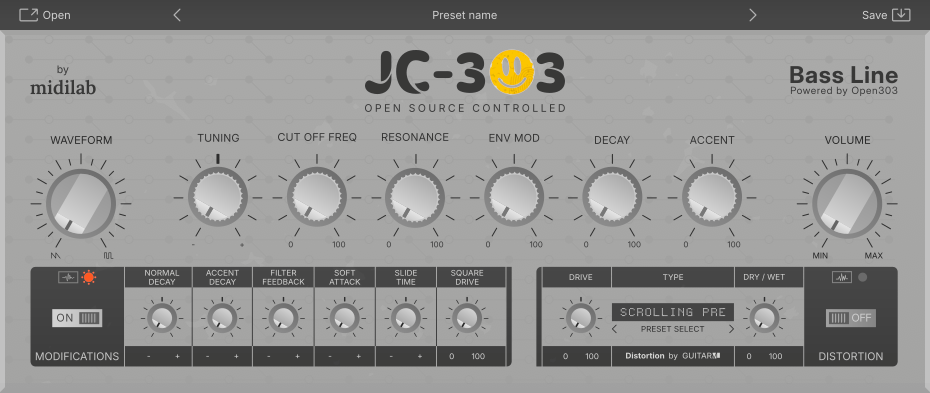 Open
Preset name
Save
by
midilab
JC-303
OPEN SOURCE CONTROLLED
Bass Line
Powered by Open303
WAVEFORM
TUNING
CUT OFF FREQ
RESONANCE
ENV MOD
DECAY
ACCENT
VOLUME
- +
0 100
0 100
0 100
0 100
0 100
MIN MAX
NORMAL
DECAY
ACCENT
DECAY
FILTER
FEEDBACK
SOFT
ATTACK
SLIDE
TIME
SQUARE
DRIVE
DRIVE
TYPE
DRY / WET
ON
SCROLLING PRE
PRESET SELECT
OFF
MODIFICATIONS
- +
- +
- +
- +
- +
0 100
0 100
Distortion by GUITARML
0 100
DISTORTION